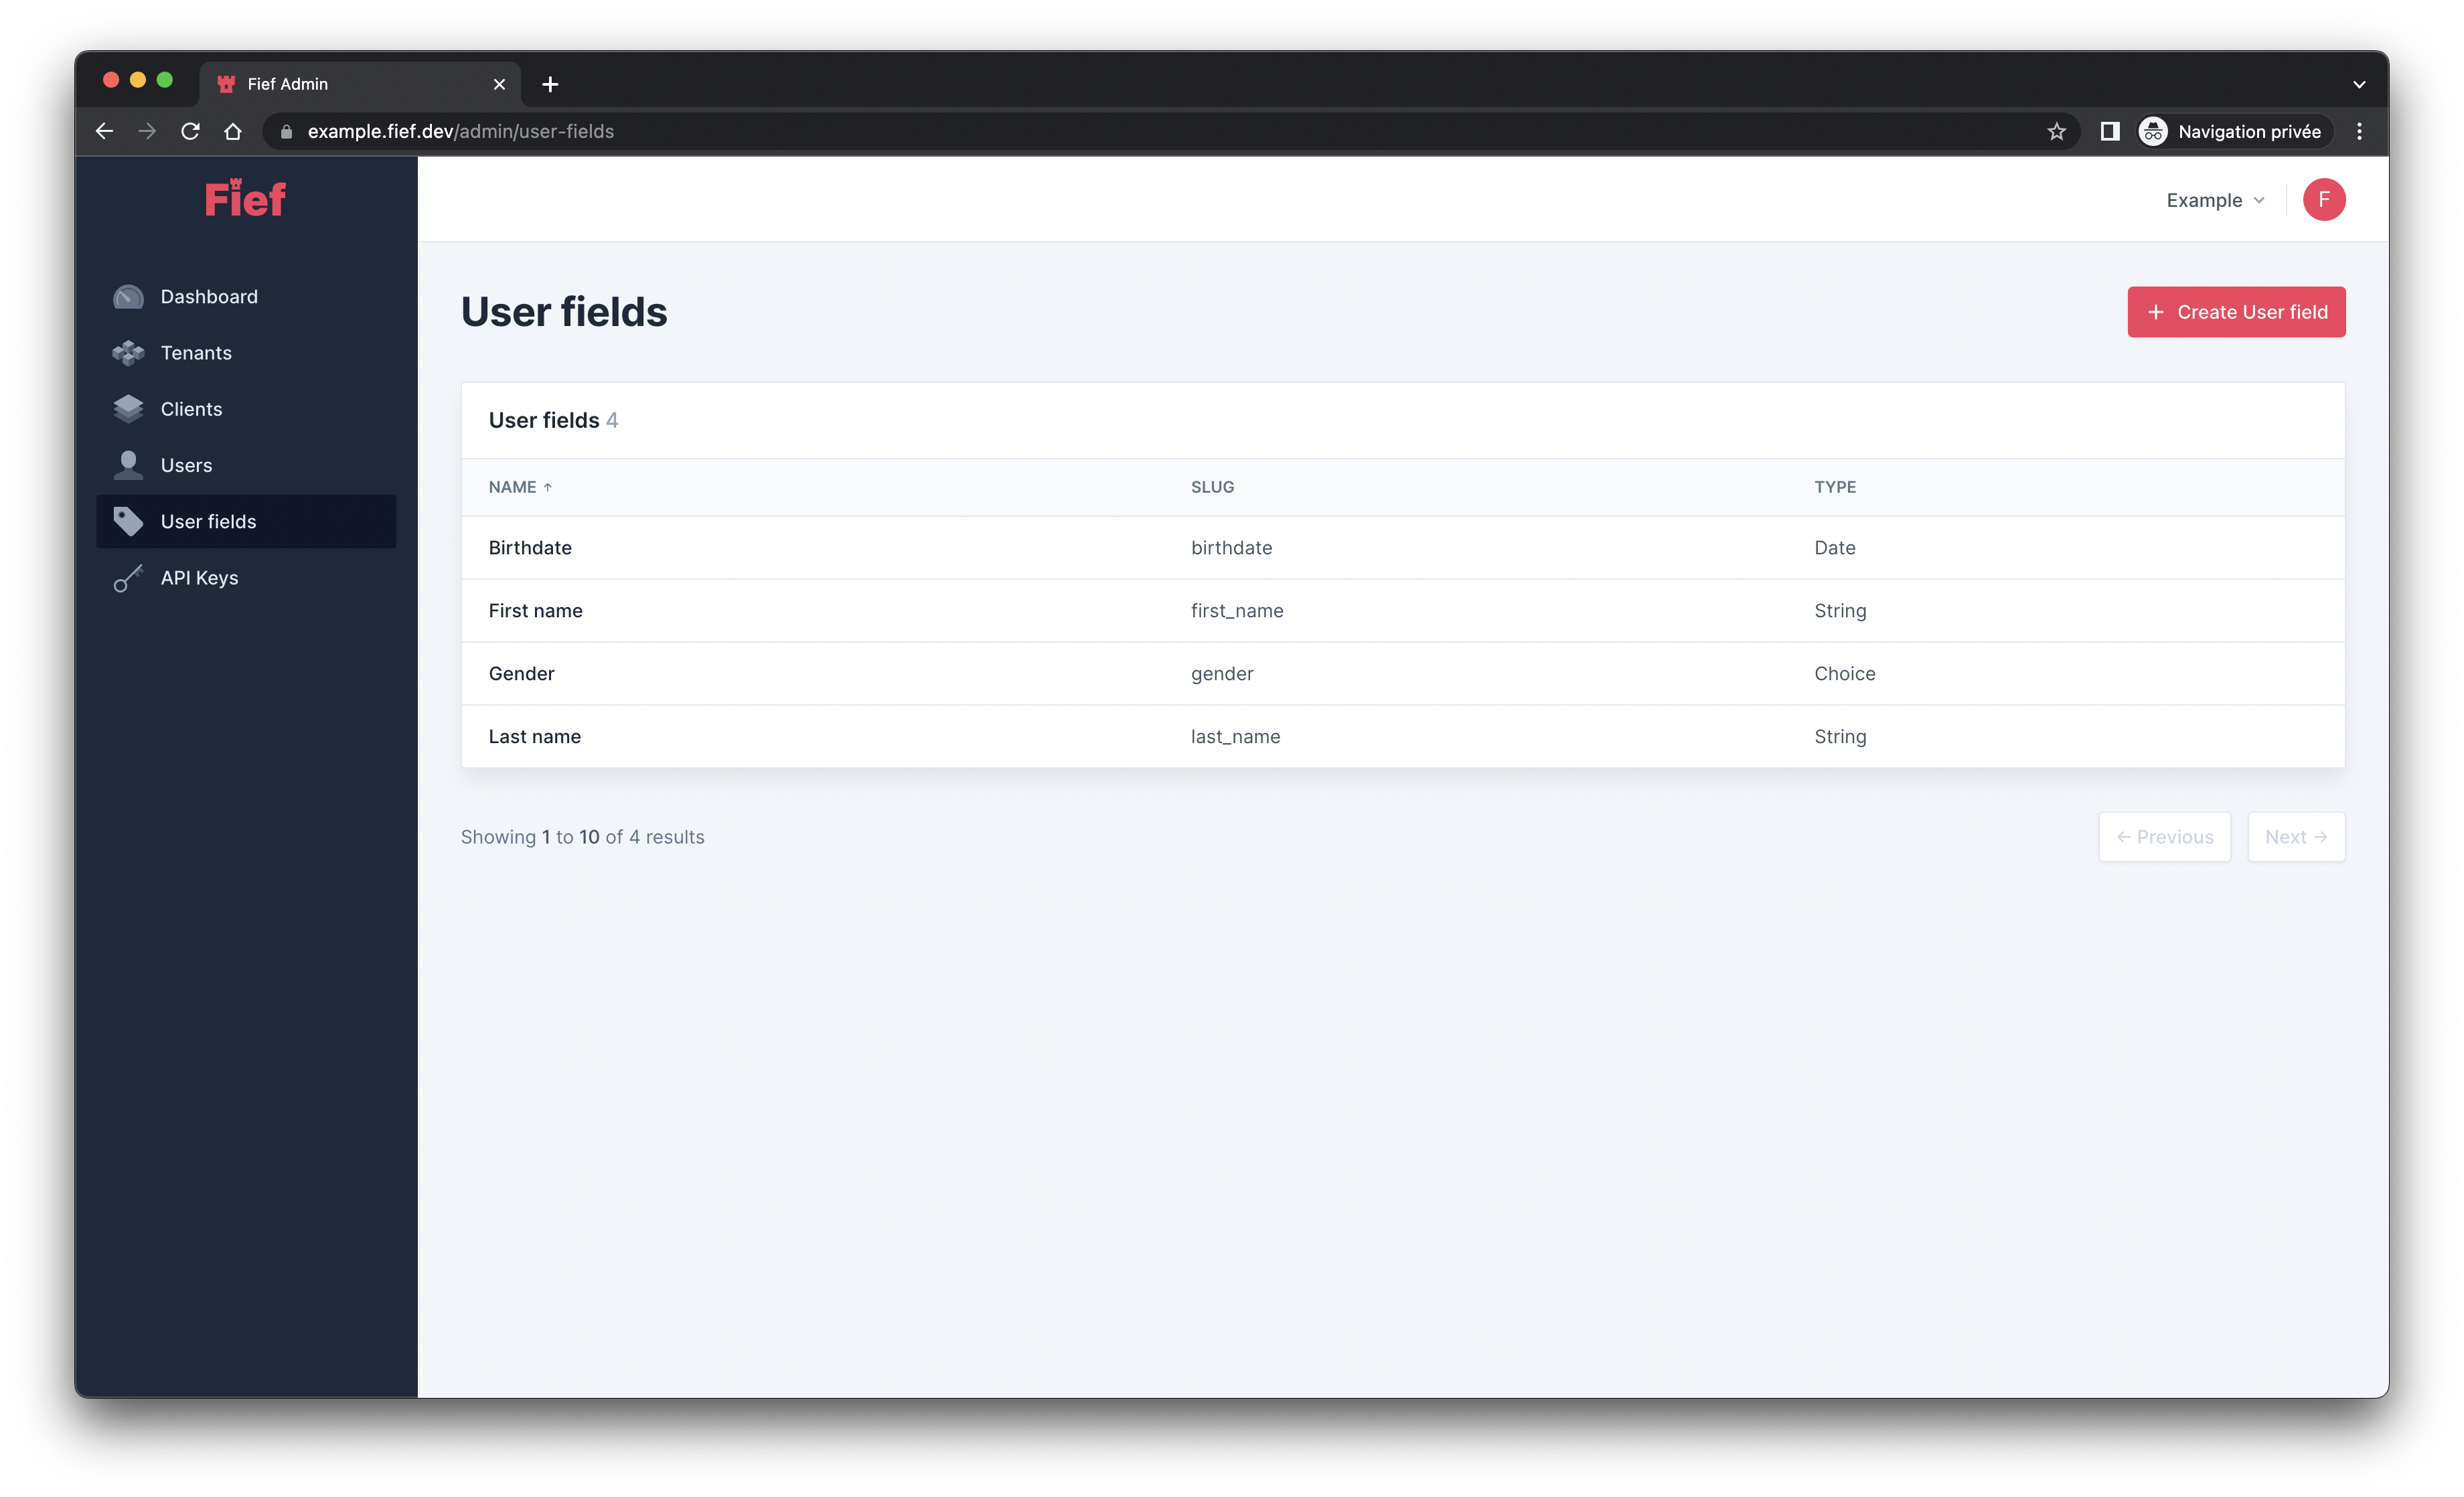 Fief Admin
example.fief.dev/admin/user-fields
Navigation privée
Fief
Example
F
Dashboard
Tenants
Clients
Users
User fields
API Keys
User fields
+ Create User field
User fields 4
NAME ↑ SLUG TYPE
Birthdate birthdate Date
First name first_name String
Gender gender Choice
Last name last_name String
Showing 1 to 10 of 4 results
← Previous Next →